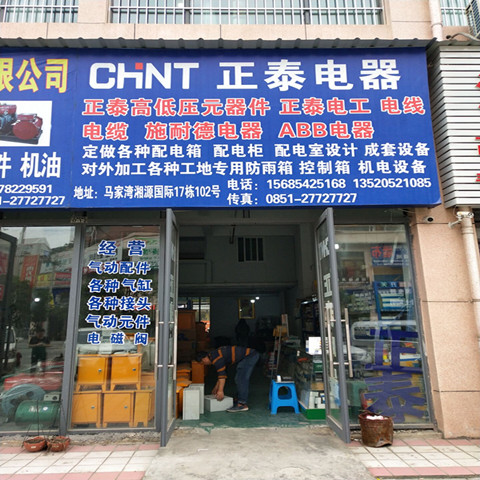 限公司
件 机油
78229591
-27727727
CHNT 正泰电器
正泰高低压元器件 正泰电工 电线
电缆 施耐德电器 ABB电器
定做各种配电箱 配电柜 配电室设计 成套设备
对外加工各种工地专用防雨箱 控制箱 机电设备
地址：马家湾湘源国际17栋102号 电话：15685425168 13520521085
传真：0851-27727727
经营
气动配件
各种气缸
各种接头
气动元件
电磁阀
正泰